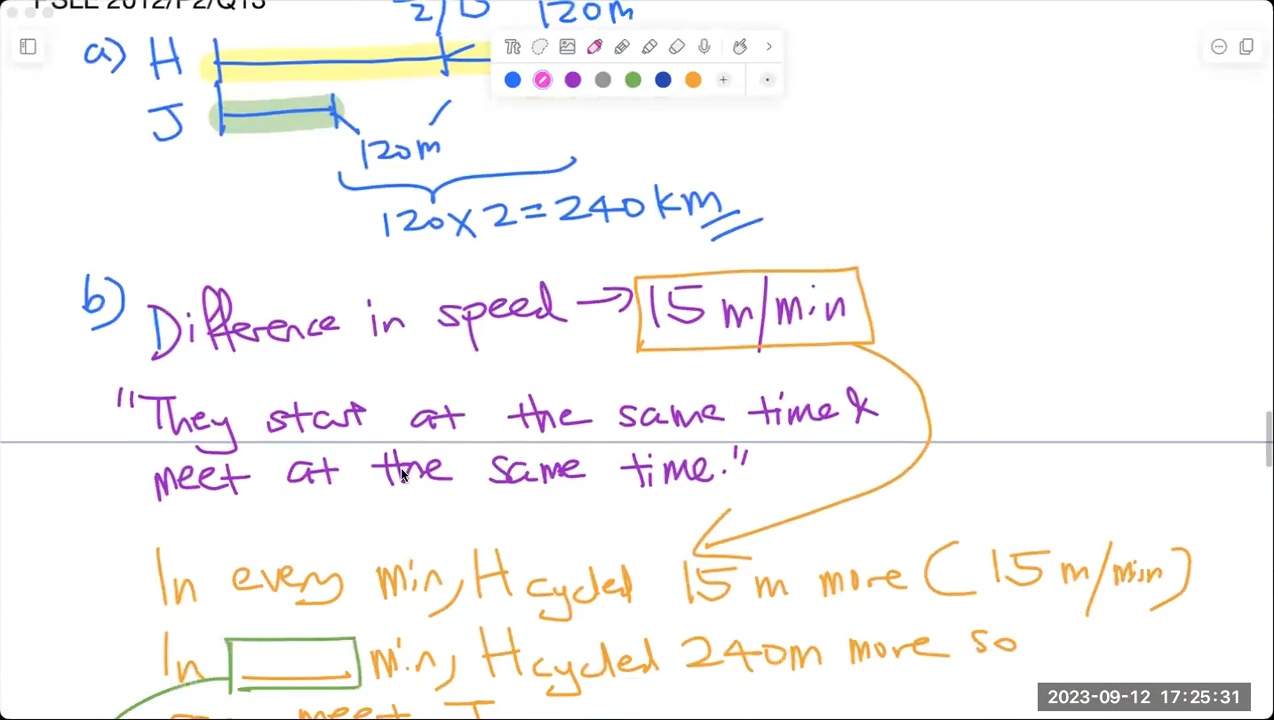 PSLE 2012/P2/Q13
1/2 D 120m
a) H
J
120m
120 x 2 = 240 km
b) Difference in speed → 15 m/min
"They start at the same time &
meet at the same time."
In every min, H cycled 15 m more ( 15 m/min )
In min, H cycled 240m more so
meet J
2023-09-12 17:25:31